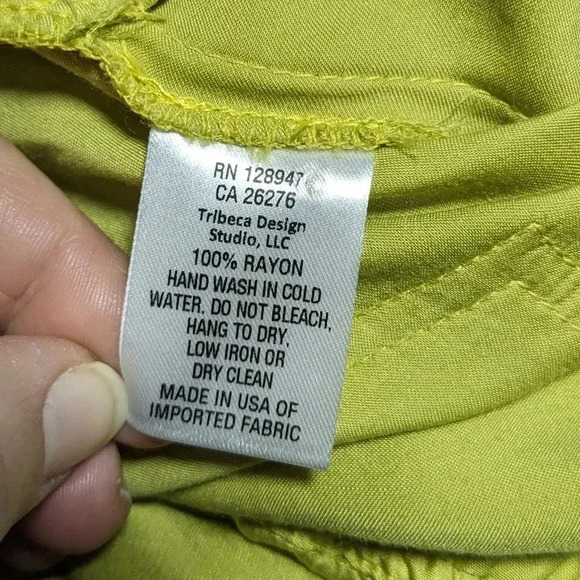 RN 128947
CA 26276
Tribeca Design
Studio, LLC
100% RAYON
HAND WASH IN COLD
WATER. DO NOT BLEACH,
HANG TO DRY,
LOW IRON OR
DRY CLEAN
MADE IN USA OF
IMPORTED FABRIC